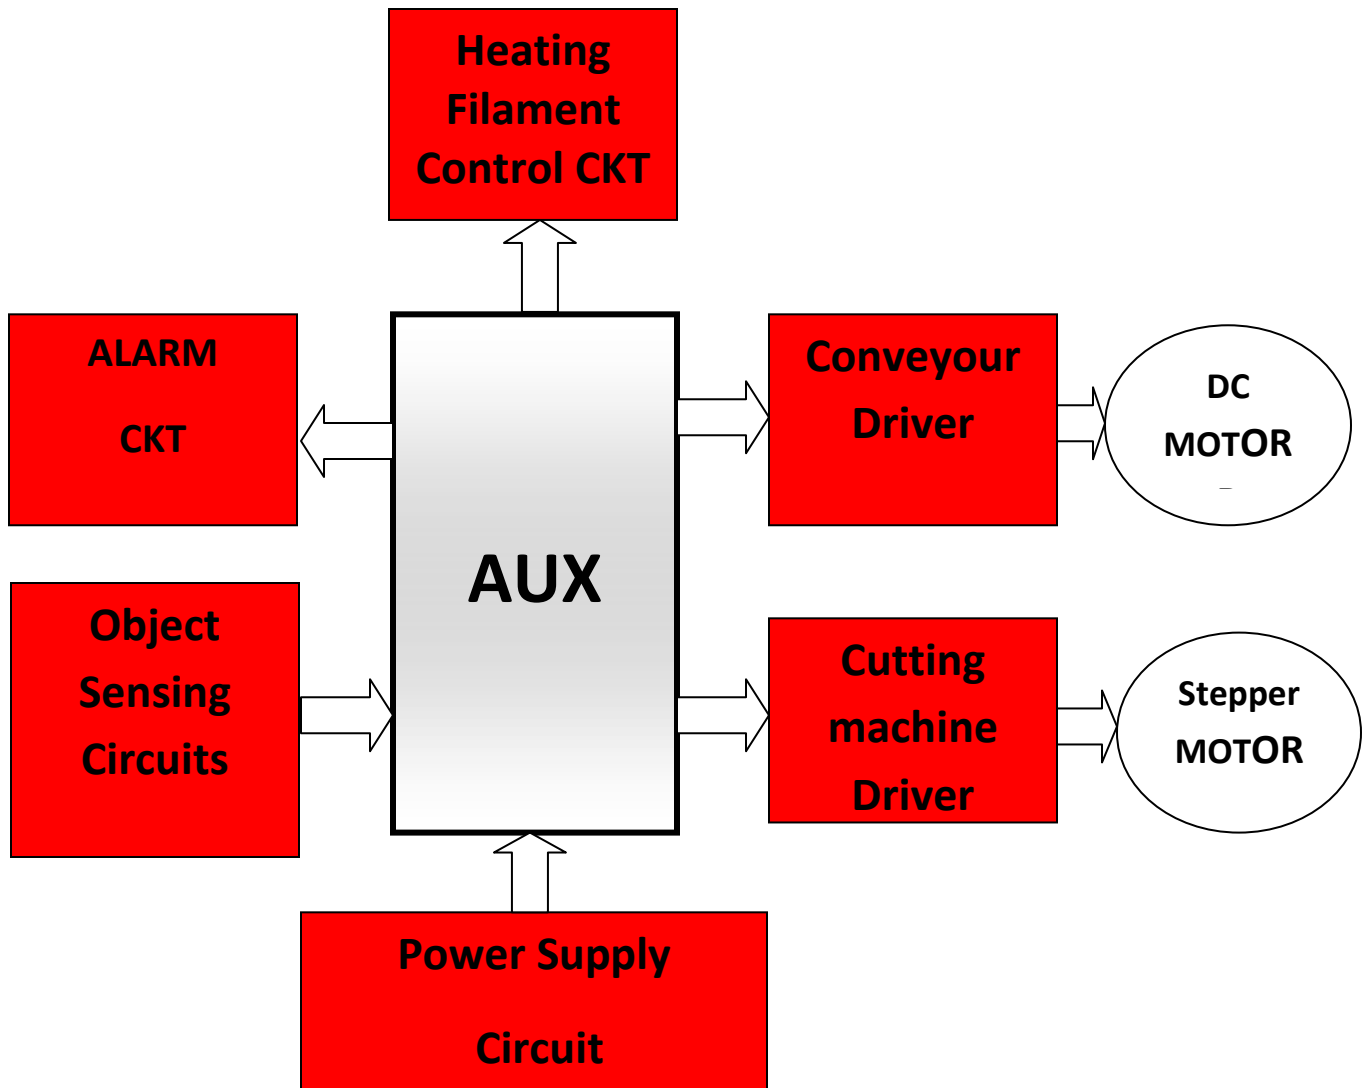 Heating
Filament
Control CKT
ALARM
CKT
Conveyour
Driver
DC
MOTOR
AUX
Object
Sensing
Circuits
Cutting
machine
Driver
Stepper
MOTOR
Power Supply
Circuit